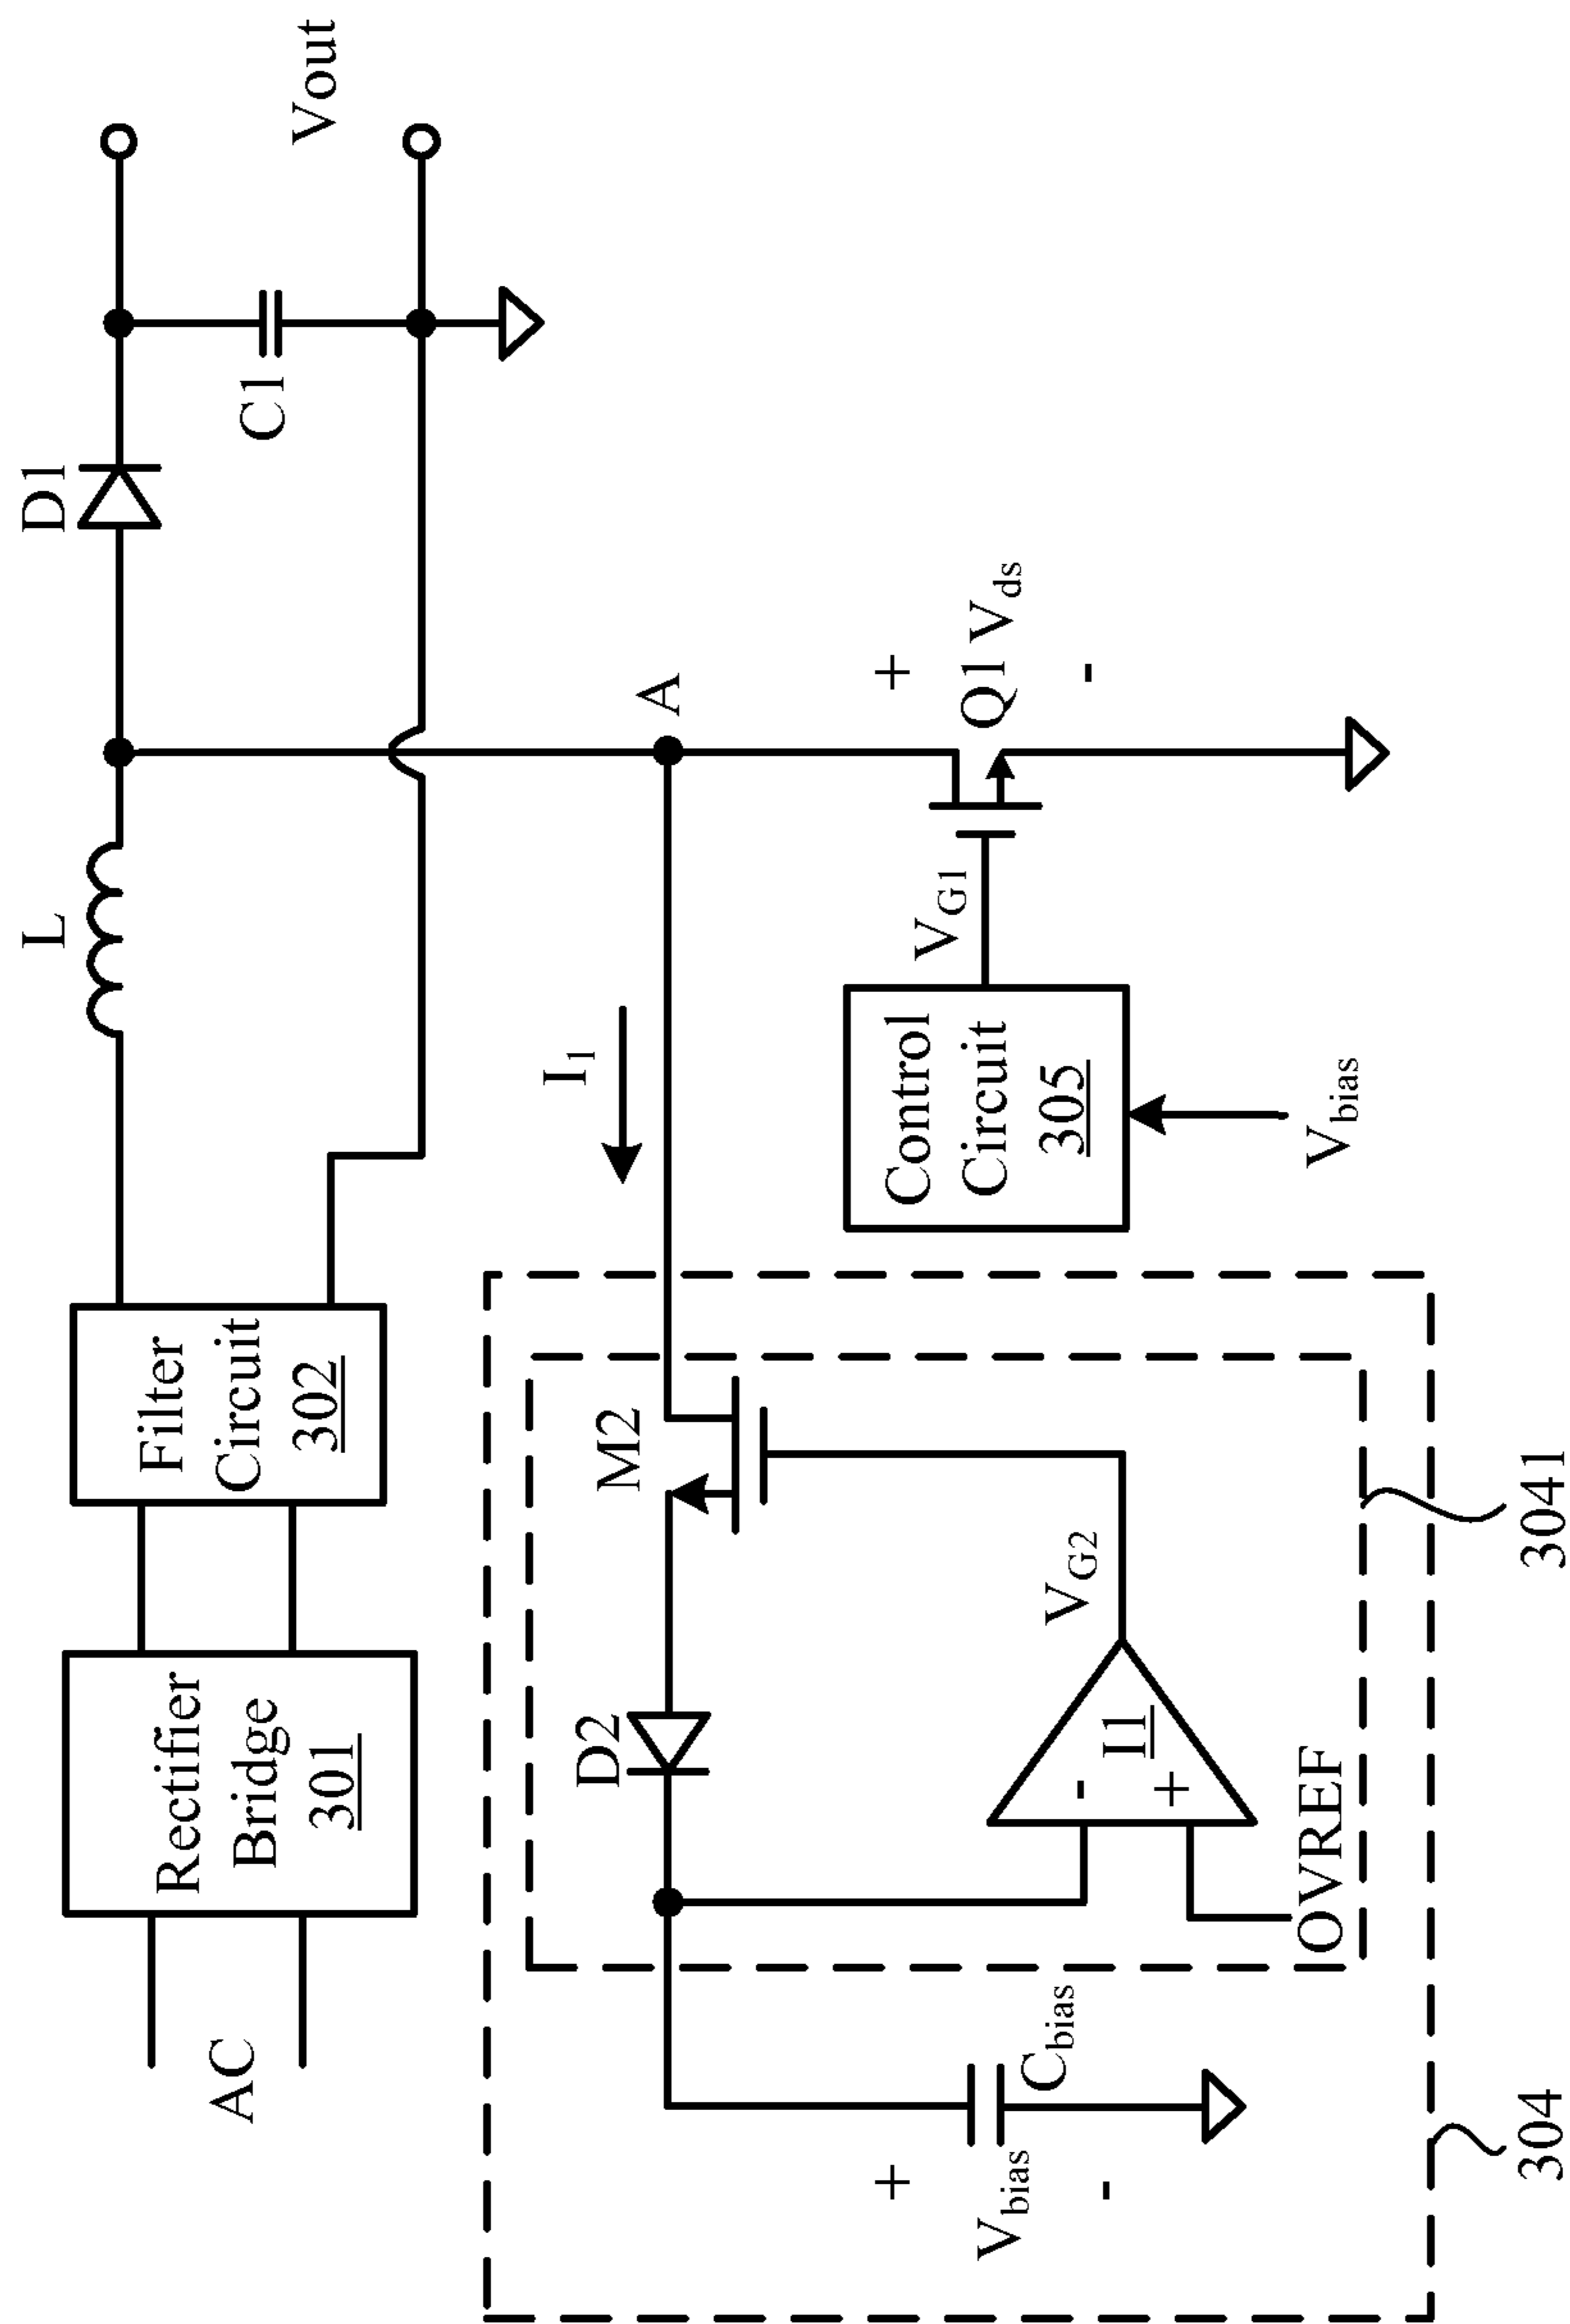 L
D1
Rectifier
Bridge
301
Filter
Circuit
302
AC
C1
Vout
I1
A
D2
M2
Control
Circuit
305
VG1
+
Q1 Vds
-
+
Vbias
-
Cbias
VG2
-
+
I1
OVREF
Vbias
304
3041